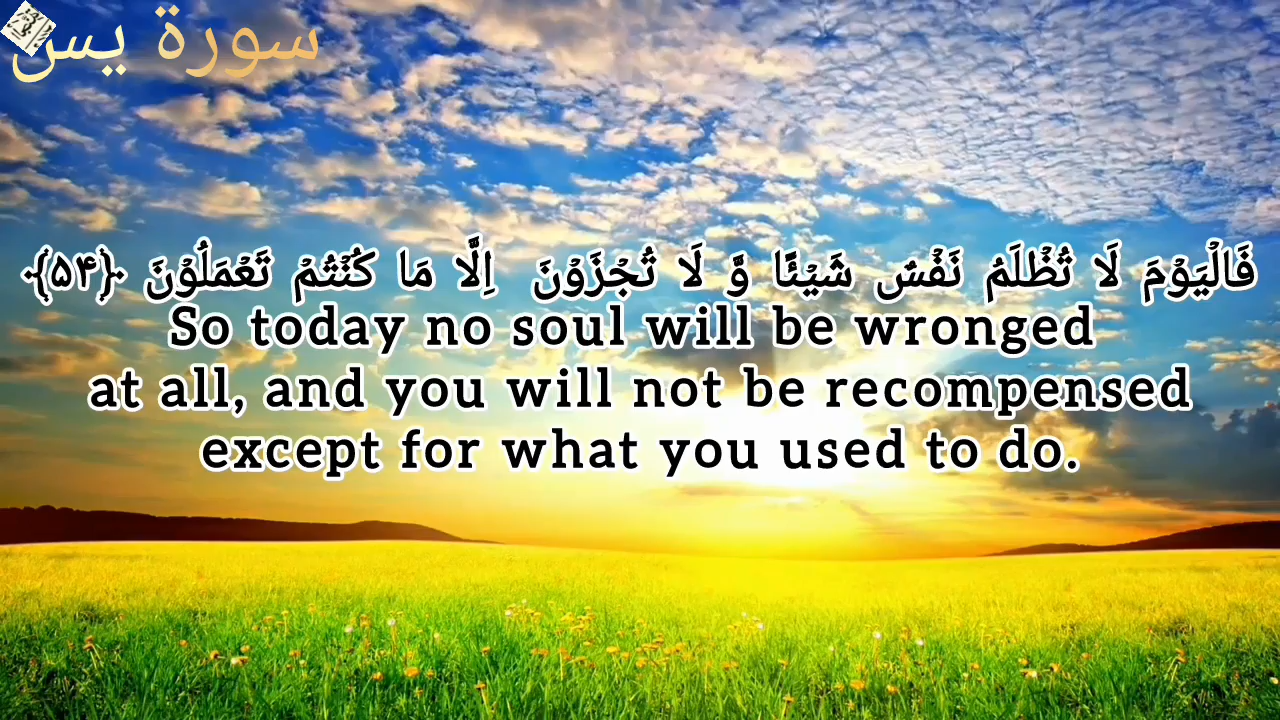 سورة يس
فَالْيَوْمَ لَا تُظْلَمُ نَفْسٌ شَيْئًا وَّ لَا تُجْزَوْنَ اِلَّا مَا كُنْتُمْ تَعْمَلُوْنَ ﴿۵۴﴾
So today no soul will be wronged
at all, and you will not be recompensed
except for what you used to do.